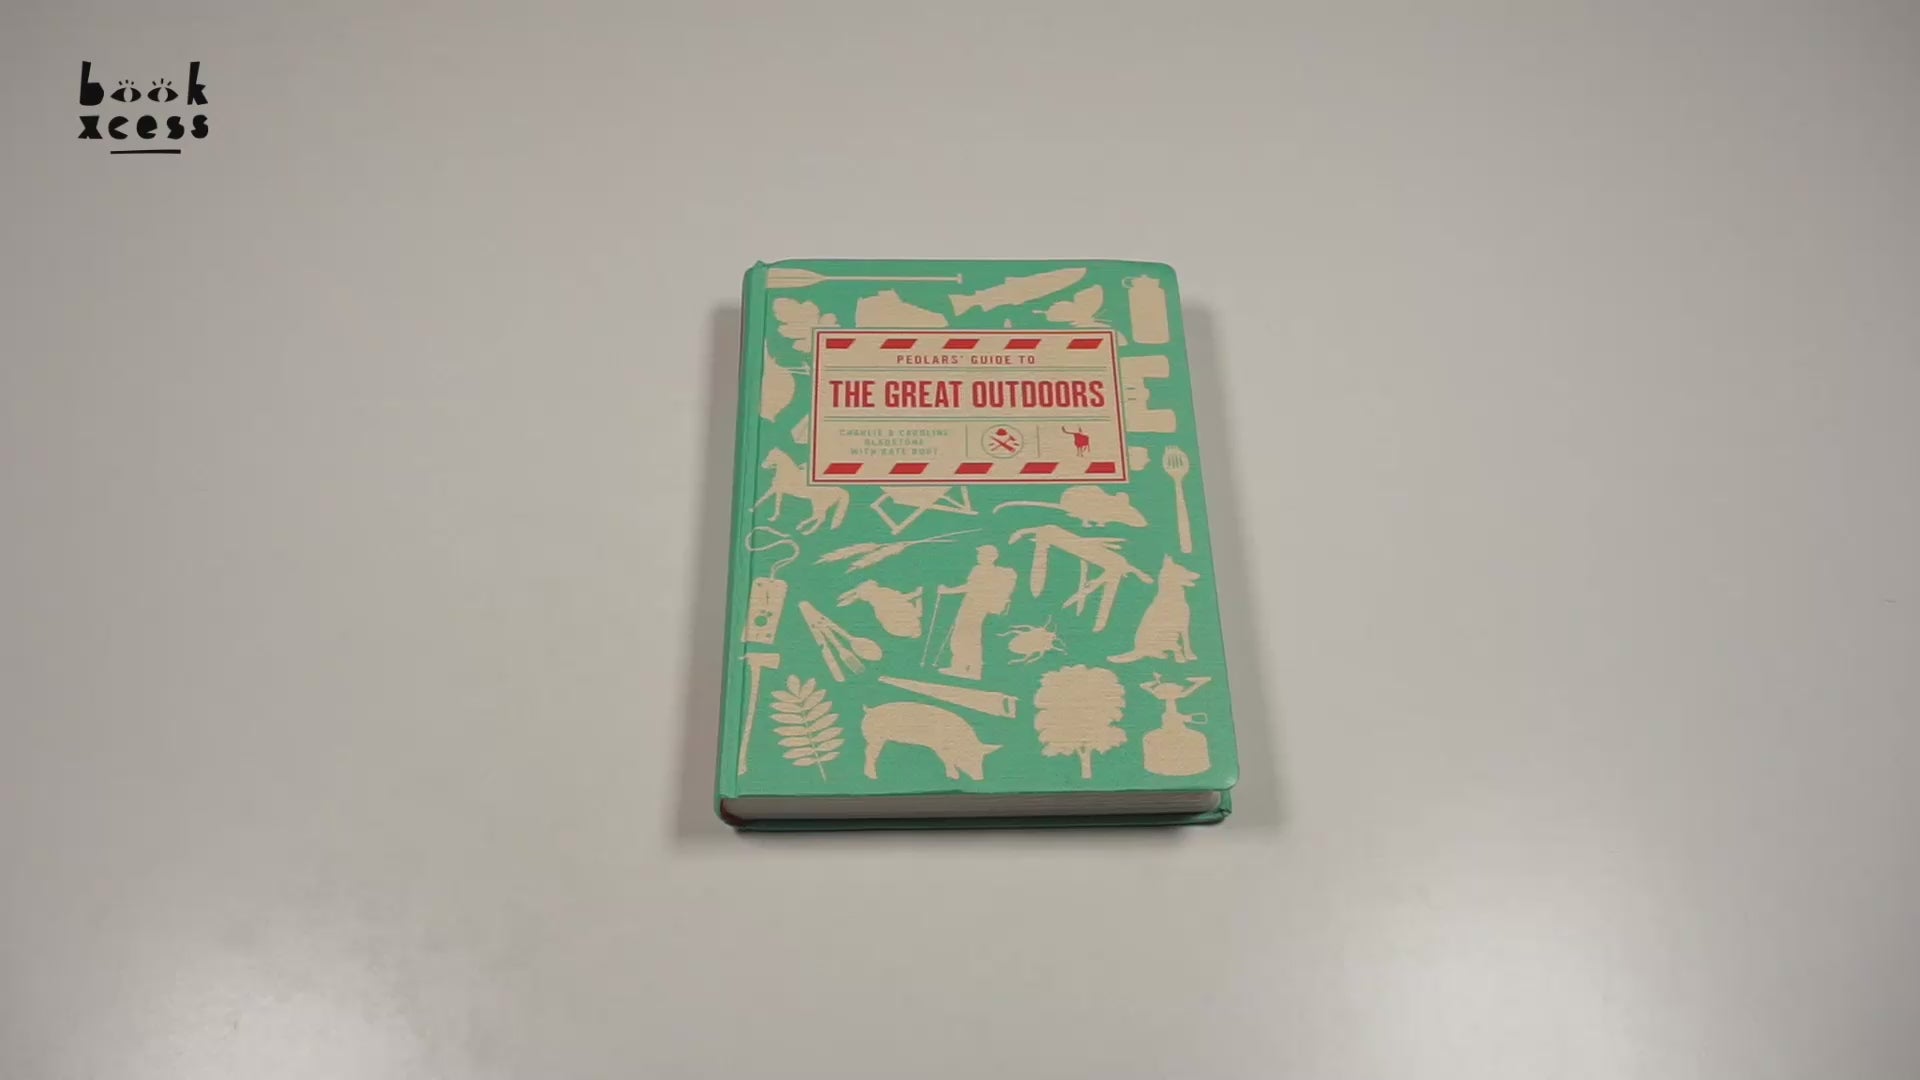 book
xcess
PEDLARS' GUIDE TO
THE GREAT OUTDOORS
CHARLIE & CAROLINE
GLADSTONE
WITH KATE BURT